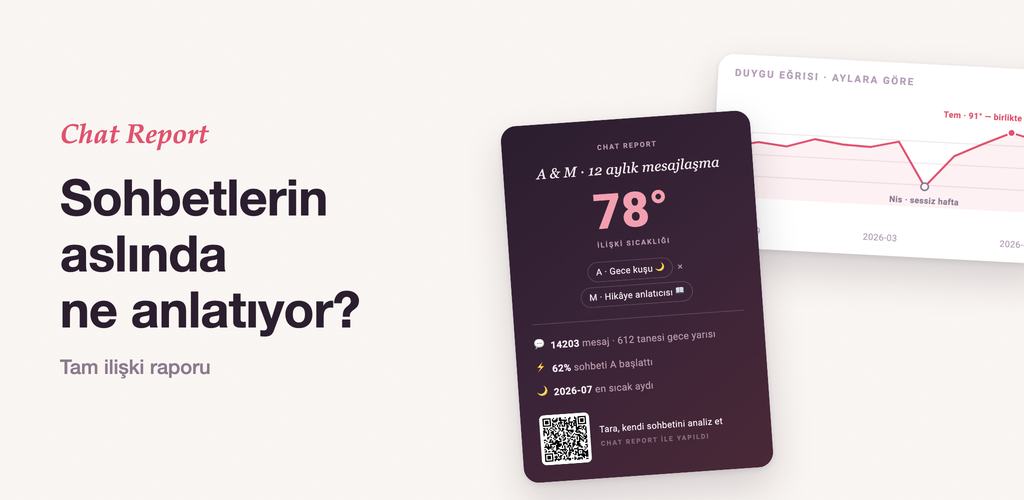 Chat Report
Sohbetlerin
aslında
ne anlatıyor?
Tam ilişki raporu
CHAT REPORT
A & M · 12 aylık mesajlaşma
78°
İLİŞKİ SICAKLIĞI
A · Gece kuşu 🌙 ×
M · Hikâye anlatıcısı 📖
💬 14203 mesaj · 612 tanesi gece yarısı
⚡ 62% sohbeti A başlattı
🌙 2026-07 en sıcak aydı
Tara, kendi sohbetini analiz et
CHAT REPORT İLE YAPILDI
DUYGU EĞRISI · AYLARA GÖRE
Tem · 91° — birlikte
Nis · sessiz hafta
2026-03
2026-